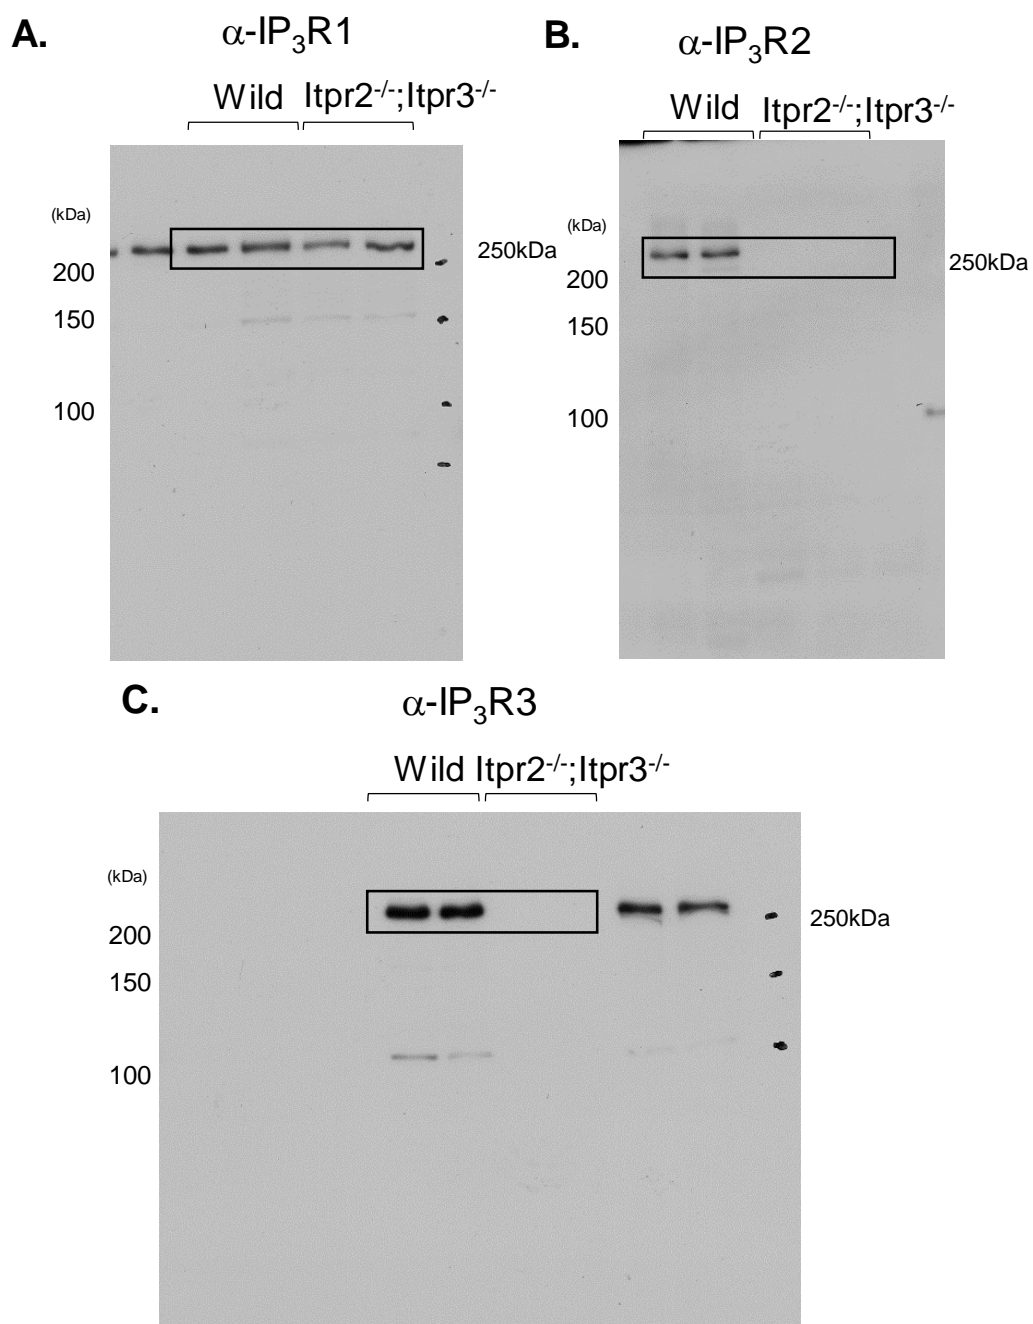 A.
α-IP₃R1
Wild Itpr2⁻/⁻;Itpr3⁻/⁻
(kDa)
250kDa
200
150
100
B.
α-IP₃R2
Wild Itpr2⁻/⁻;Itpr3⁻/⁻
(kDa)
250kDa
200
150
100
C.
α-IP₃R3
Wild Itpr2⁻/⁻;Itpr3⁻/⁻
(kDa)
250kDa
200
150
100